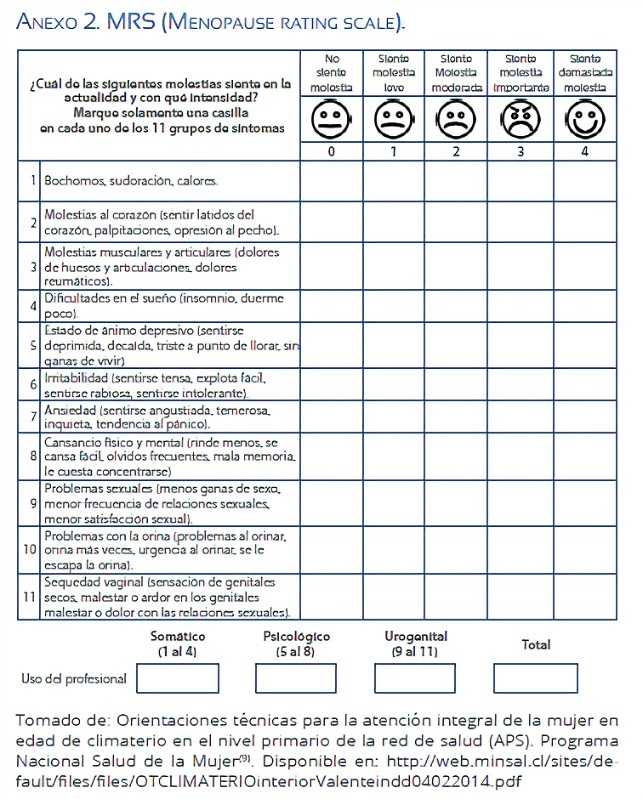 ANEXO 2. MRS (MENOPAUSE RATING SCALE).
¿Cuál de las siguientes molestias siente en la
actualidad y con qué intensidad?
Marque solamente una casilla
en cada uno de los 11 grupos de síntomas
No
siento
molestia
Siento
molestia
leve
Siento
Molestia
moderada
Siento
molestia
importante
Siento
demasiada
molestia
0 1 2 3 4
1 Bochornos, sudoración, calores.
2 Molestias al corazón (sentir latidos del
corazón, palpitaciones, opresión al pecho).
3 Molestias musculares y articulares (dolores
de huesos y articulaciones, dolores
reumáticos).
4 Dificultades en el sueño (insomnio, duerme
poco).
5 Estado de ánimo depresivo (sentirse
deprimida, decaída, triste a punto de llorar, sin
ganas de vivir)
6 Irritabilidad (sentirse tensa, explota fácil,
sentirse rabiosa, sentirse intolerante).
7 Ansiedad (sentirse angustiada, temerosa,
inquieta, tendencia al pánico).
8 Cansancio físico y mental (rinde menos, se
cansa fácil, olvidos frecuentes, mala memoria,
le cuesta concentrarse)
9 Problemas sexuales (menos ganas de sexo,
menor frecuencia de relaciones sexuales,
menor satisfacción sexual).
10 Problemas con la orina (problemas al orinar,
orina más veces, urgencia al orinar, se le
escapa la orina).
11 Sequedad vaginal (sensación de genitales
secos, malestar o ardor en los genitales
malestar o dolor con las relaciones sexuales).
Somático
(1 al 4)
Psicológico
(5 al 8)
Urogenital
(9 al 11)
Total
Uso del profesional
Tomado de: Orientaciones técnicas para la atención integral de la mujer en
edad de climaterio en el nivel primario de la red de salud (APS). Programa
Nacional Salud de la Mujer⁽⁹⁾. Disponible en: http://web.minsal.cl/sites/de-
fault/files/files/OTCLIMATERIOinteriorValenteindd04022014.pdf